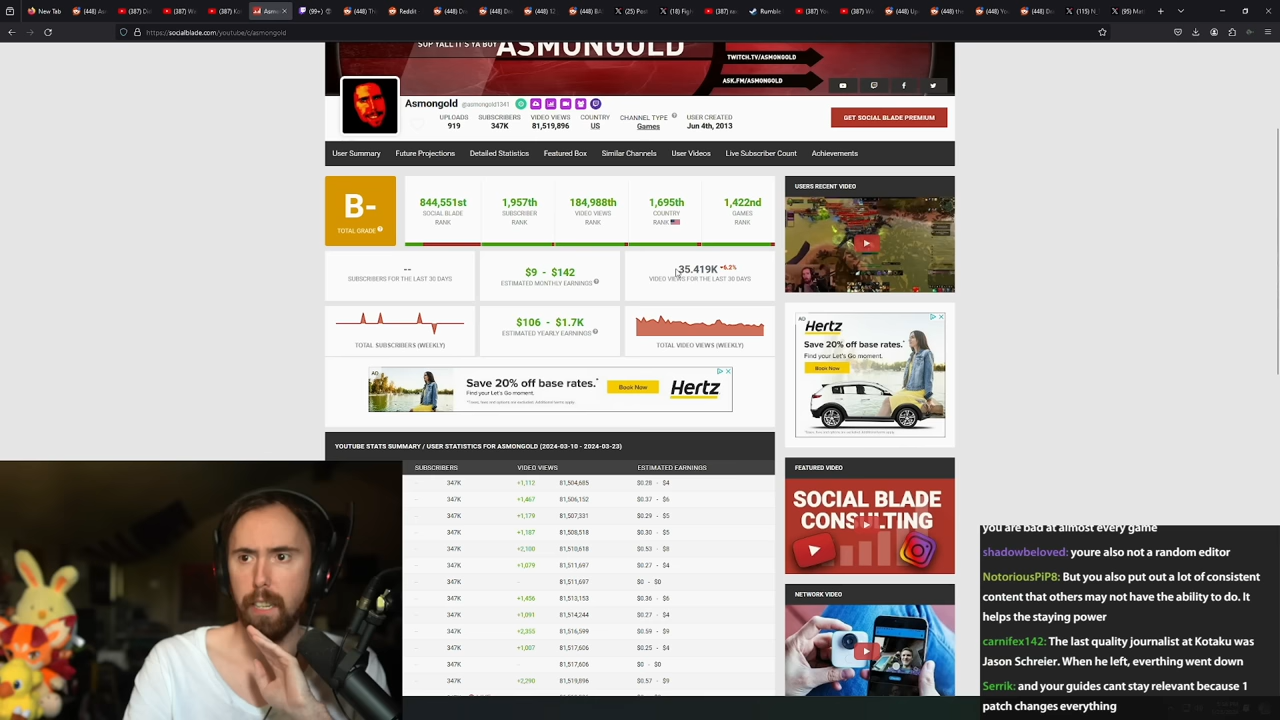 New Tab
Reddit
Asmo
(99+)
Rumble
https://socialblade.com/youtube/c/asmongold
SUP YALL IT'S YA BOY
ASMONGOLD
TWITCH.TV/ASMONGOLD
ASK.FM/ASMONGOLD
Asmongold @asmongold1341
UPLOADS
919
SUBSCRIBERS
347K
VIDEO VIEWS
81,519,896
COUNTRY
US
CHANNEL TYPE
Games
USER CREATED
Jun 4th, 2013
GET SOCIAL BLADE PREMIUM
User Summary
Future Projections
Detailed Statistics
Featured Box
Similar Channels
User Videos
Live Subscriber Count
Achievements
B-
TOTAL GRADE
844,551st
SOCIAL BLADE
RANK
1,957th
SUBSCRIBER
RANK
184,988th
VIDEO VIEWS
RANK
1,695th
COUNTRY
RANK
1,422nd
GAMES
RANK
--
SUBSCRIBERS FOR THE LAST 30 DAYS
$9 - $142
ESTIMATED MONTHLY EARNINGS
35.419K -6.2%
VIDEO VIEWS FOR THE LAST 30 DAYS
TOTAL SUBSCRIBERS (WEEKLY)
$106 - $1.7K
ESTIMATED YEARLY EARNINGS
TOTAL VIDEO VIEWS (WEEKLY)
AD
Save 20% off base rates.*
Find your Let's Go moment.
Book Now
Hertz
YOUTUBE STATS SUMMARY / USER STATISTICS FOR ASMONGOLD (2024-03-10 - 2024-03-23)
SUBSCRIBERS VIDEO VIEWS ESTIMATED EARNINGS
347K +1,112 81,504,685 $0.28 - $4
347K +1,467 81,506,152 $0.37 - $6
347K +1,179 81,507,331 $0.29 - $5
347K +1,187 81,508,518 $0.30 - $5
347K +2,100 81,510,618 $0.53 - $8
347K +1,079 81,511,697 $0.27 - $4
347K -- 81,511,697 $0 - $0
347K +1,456 81,513,153 $0.36 - $6
347K +1,091 81,514,244 $0.27 - $4
347K +2,355 81,516,599 $0.59 - $9
347K +1,007 81,517,606 $0.25 - $4
347K -- 81,517,606 $0 - $0
347K +2,290 81,519,896 $0.57 - $9
USERS RECENT VIDEO
AD
Hertz
Save 20% off base rates.*
Find your Let's Go moment.
Book Now
FEATURED VIDEO
SOCIAL BLADE
CONSULTING
NETWORK VIDEO
you are bad at almost every game
shadowbeloved: youre also not a random editor
NotoriousPiP8: But you also put out a lot of consistent
content that others may not have the ability to do. It
helps the staying power
carnifex142: The last quality journalist at Kotaku was
Jason Schreier. When he left, everthing went down
Serrik: and your guides cant stay relevant because 1
patch changes everything